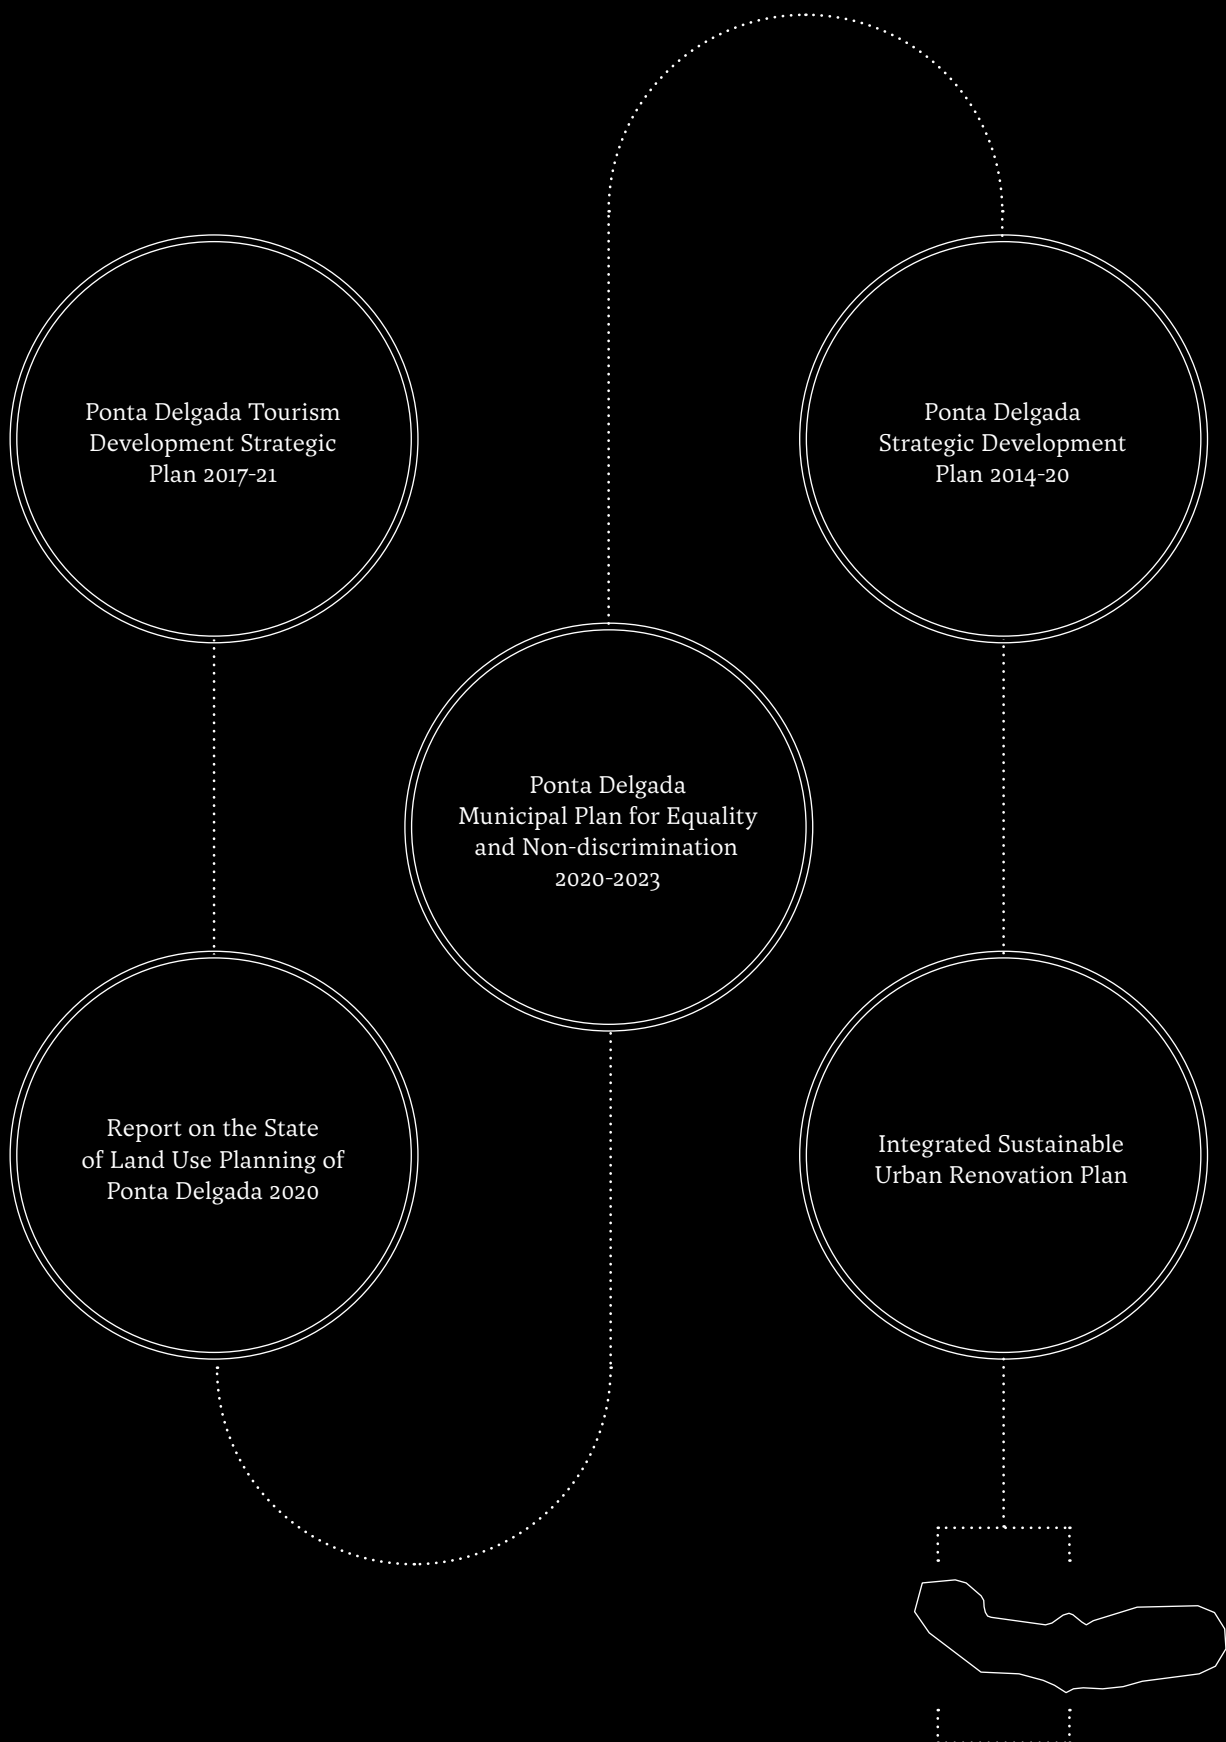 Ponta Delgada Tourism
Development Strategic
Plan 2017-21
Ponta Delgada
Strategic Development
Plan 2014-20
Ponta Delgada
Municipal Plan for Equality
and Non-discrimination
2020-2023
Report on the State
of Land Use Planning of
Ponta Delgada 2020
Integrated Sustainable
Urban Renovation Plan